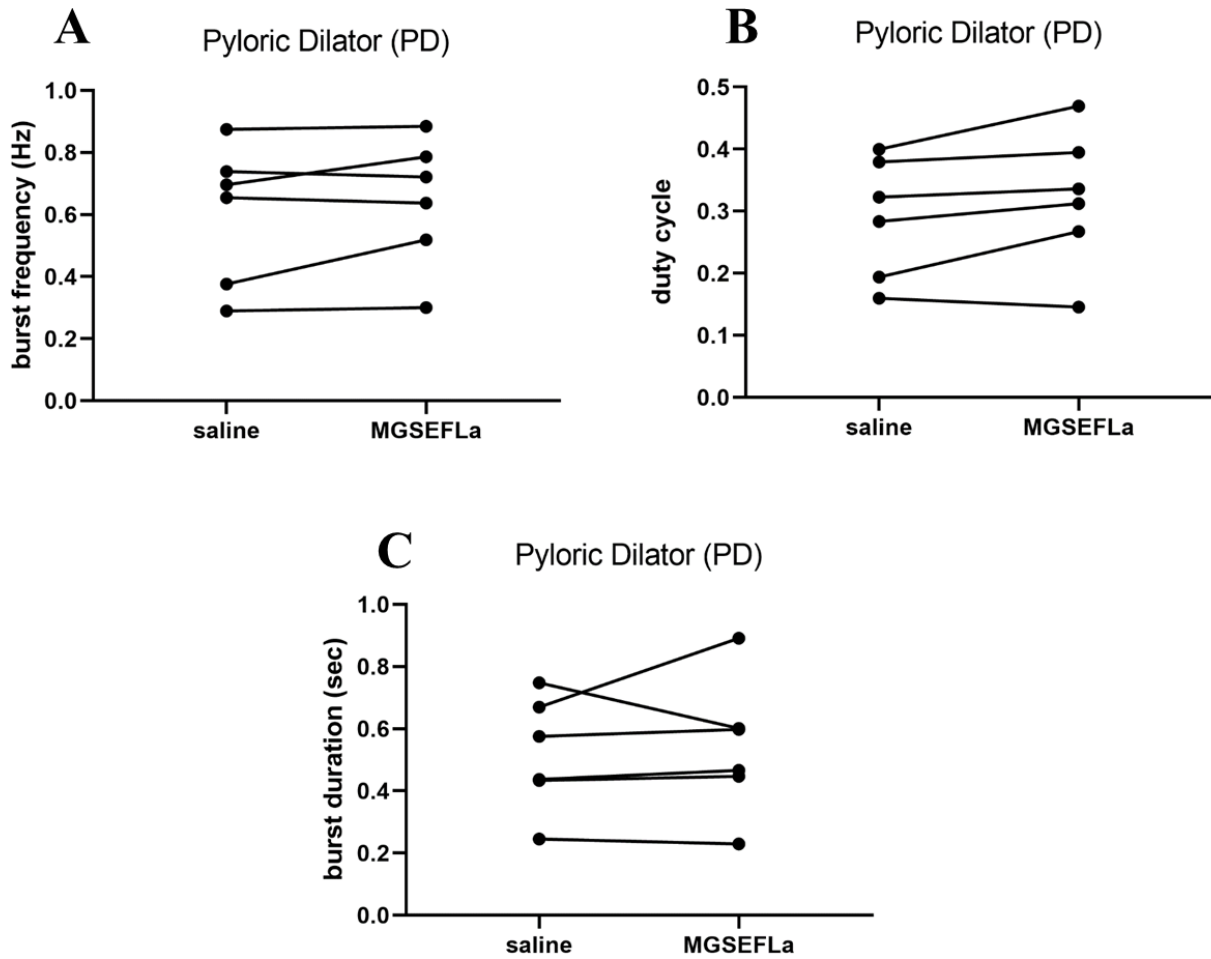 A
Pyloric Dilator (PD)
burst frequency (Hz)
1.0
0.8
0.6
0.4
0.2
0.0
saline
MGSEFLa
B
Pyloric Dilator (PD)
duty cycle
0.5
0.4
0.3
0.2
0.1
0.0
saline
MGSEFLa
C
Pyloric Dilator (PD)
burst duration (sec)
1.0
0.8
0.6
0.4
0.2
0.0
saline
MGSEFLa